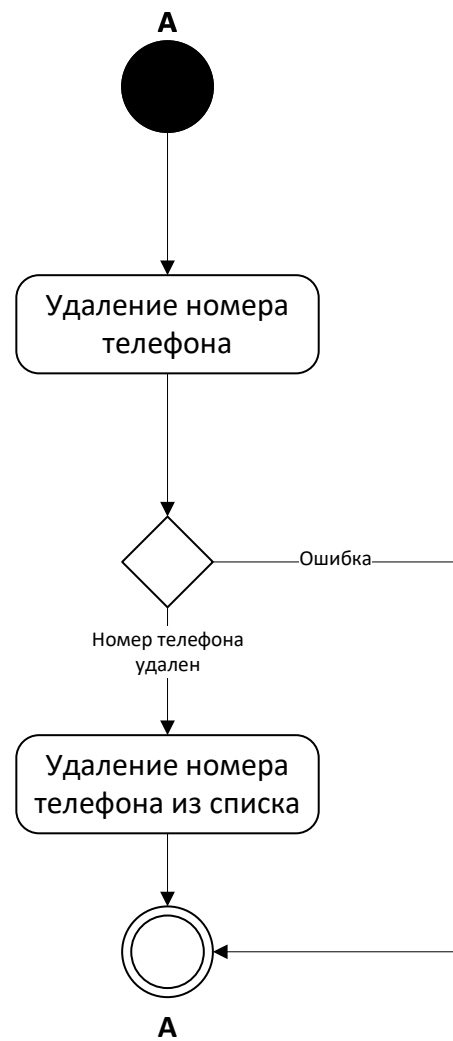 А
Удаление номера
телефона
Ошибка
Номер телефона
удален
Удаление номера
телефона из списка
А